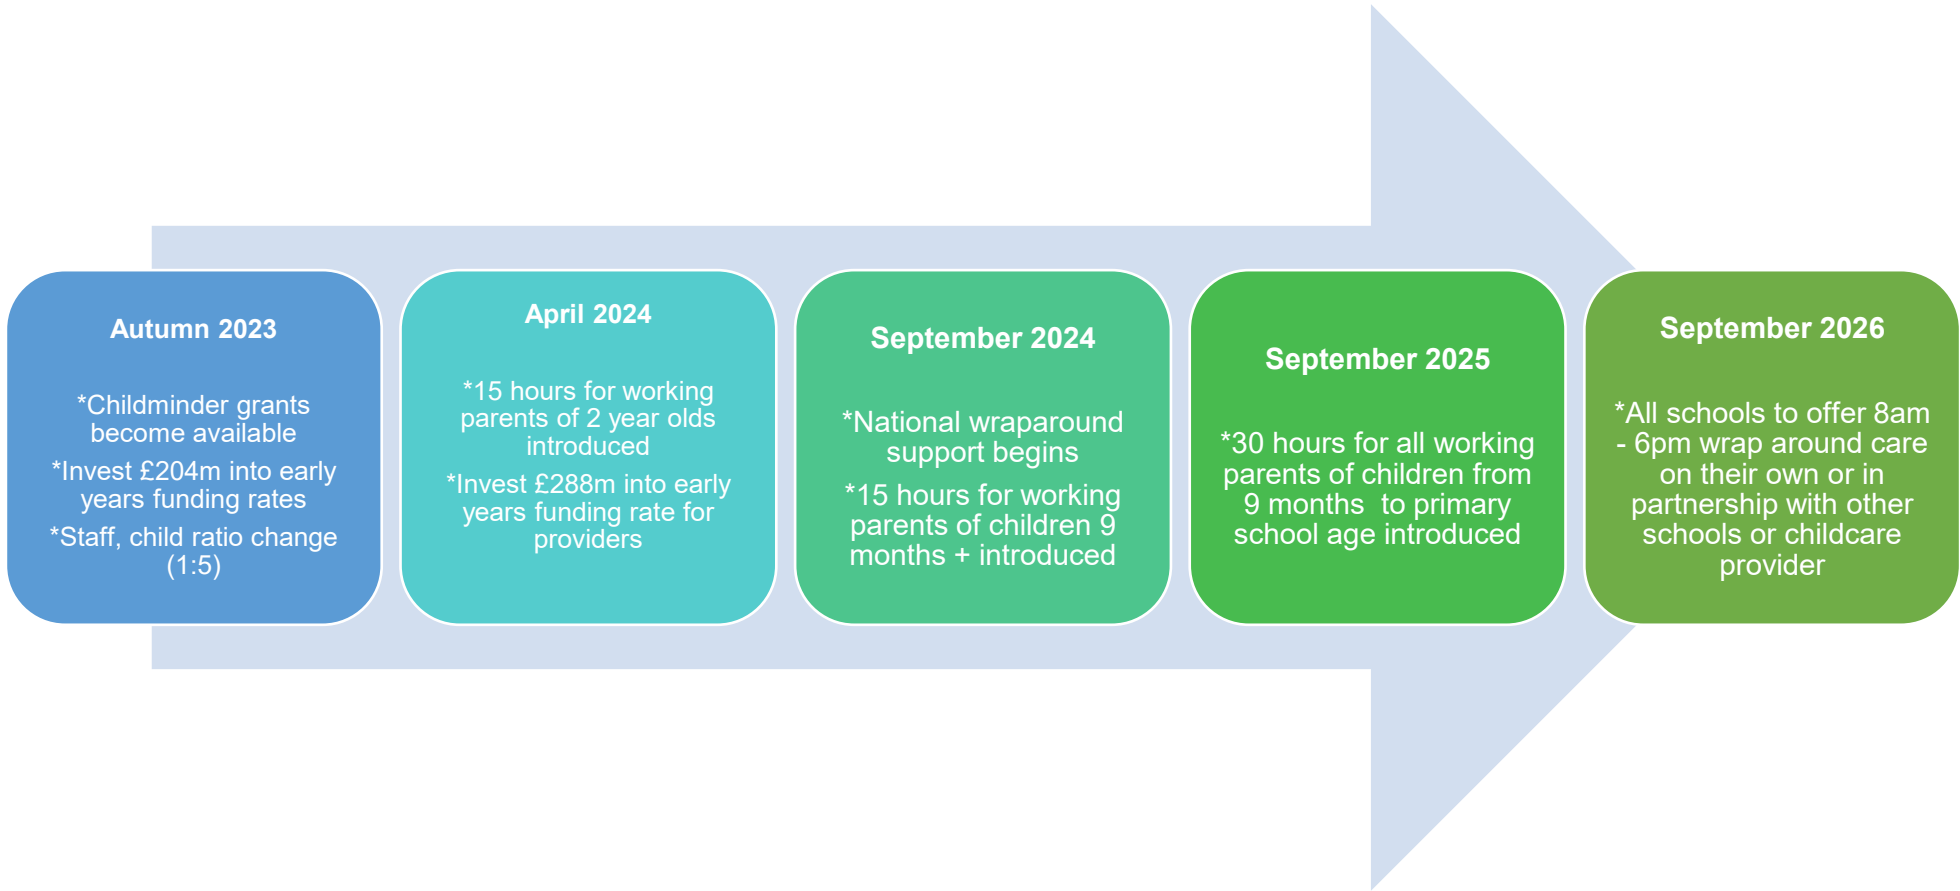 Autumn 2023
*Childminder grants
become available
*Invest £204m into early
years funding rates
*Staff, child ratio change
(1:5)
April 2024
*15 hours for working
parents of 2 year olds
introduced
*Invest £288m into early
years funding rate for
providers
September 2024
*National wraparound
support begins
*15 hours for working
parents of children 9
months + introduced
September 2025
*30 hours for all working
parents of children from
9 months  to primary
school age introduced
September 2026
*All schools to offer 8am
- 6pm wrap around care
on their own or in
partnership with other
schools or childcare
provider